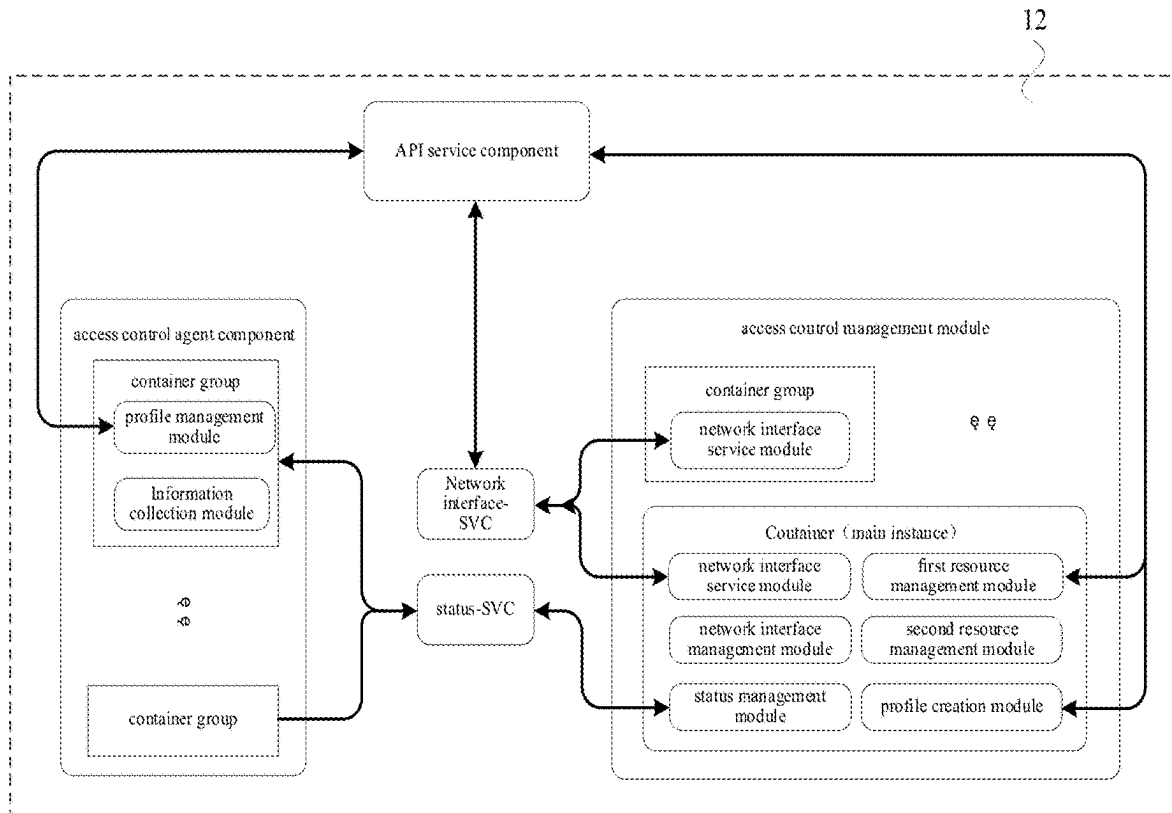 12
API service component
access control agent component
container group
profile management
module
Information
collection module
container group
Network
interface-
SVC
status-SVC
access control management module
container group
network interface
service module
Container（main instance）
network interface
service module
first resource
management module
network interface
management module
second resource
management module
status management
module
profile creation module